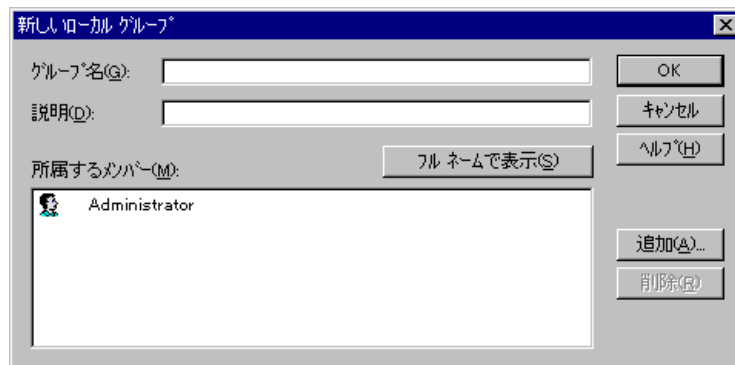 新しいﾛｰｶﾙ ｸﾞﾙｰﾌﾟ
ｸﾞﾙｰﾌﾟ名(G):
OK
説明(D):
ｷｬﾝｾﾙ
ﾍﾙﾌﾟ(H)
所属するﾒﾝﾊﾞｰ(M):
ﾌﾙ ﾈｰﾑで表示(S)
Administrator
追加(A)...
削除(R)